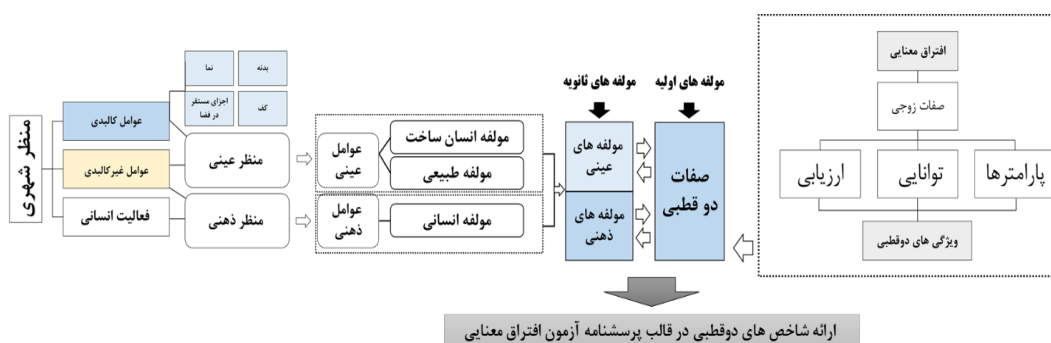 افتراق معنایی
صفات زوجی
پارامترها
توانایی
ارزیابی
ویژگی های دوقطبی
مولفه های اولیه
مولفه های ثانویه
صفات
دو قطبی
مولفه های
عینی
مولفه های
ذهنی
مولفه انسان ساخت
مولفه طبیعی
مولفه انسانی
عوامل
عینی
عوامل
ذهنی
منظر عینی
منظر ذهنی
بدنه
نما
کف
اجزای مستقر
در فضا
عوامل کالبدی
عوامل غیرکالبدی
فعالیت انسانی
منظر شهری
ارائه شاخص های دوقطبی در قالب پرسشنامه آزمون افتراق معنایی